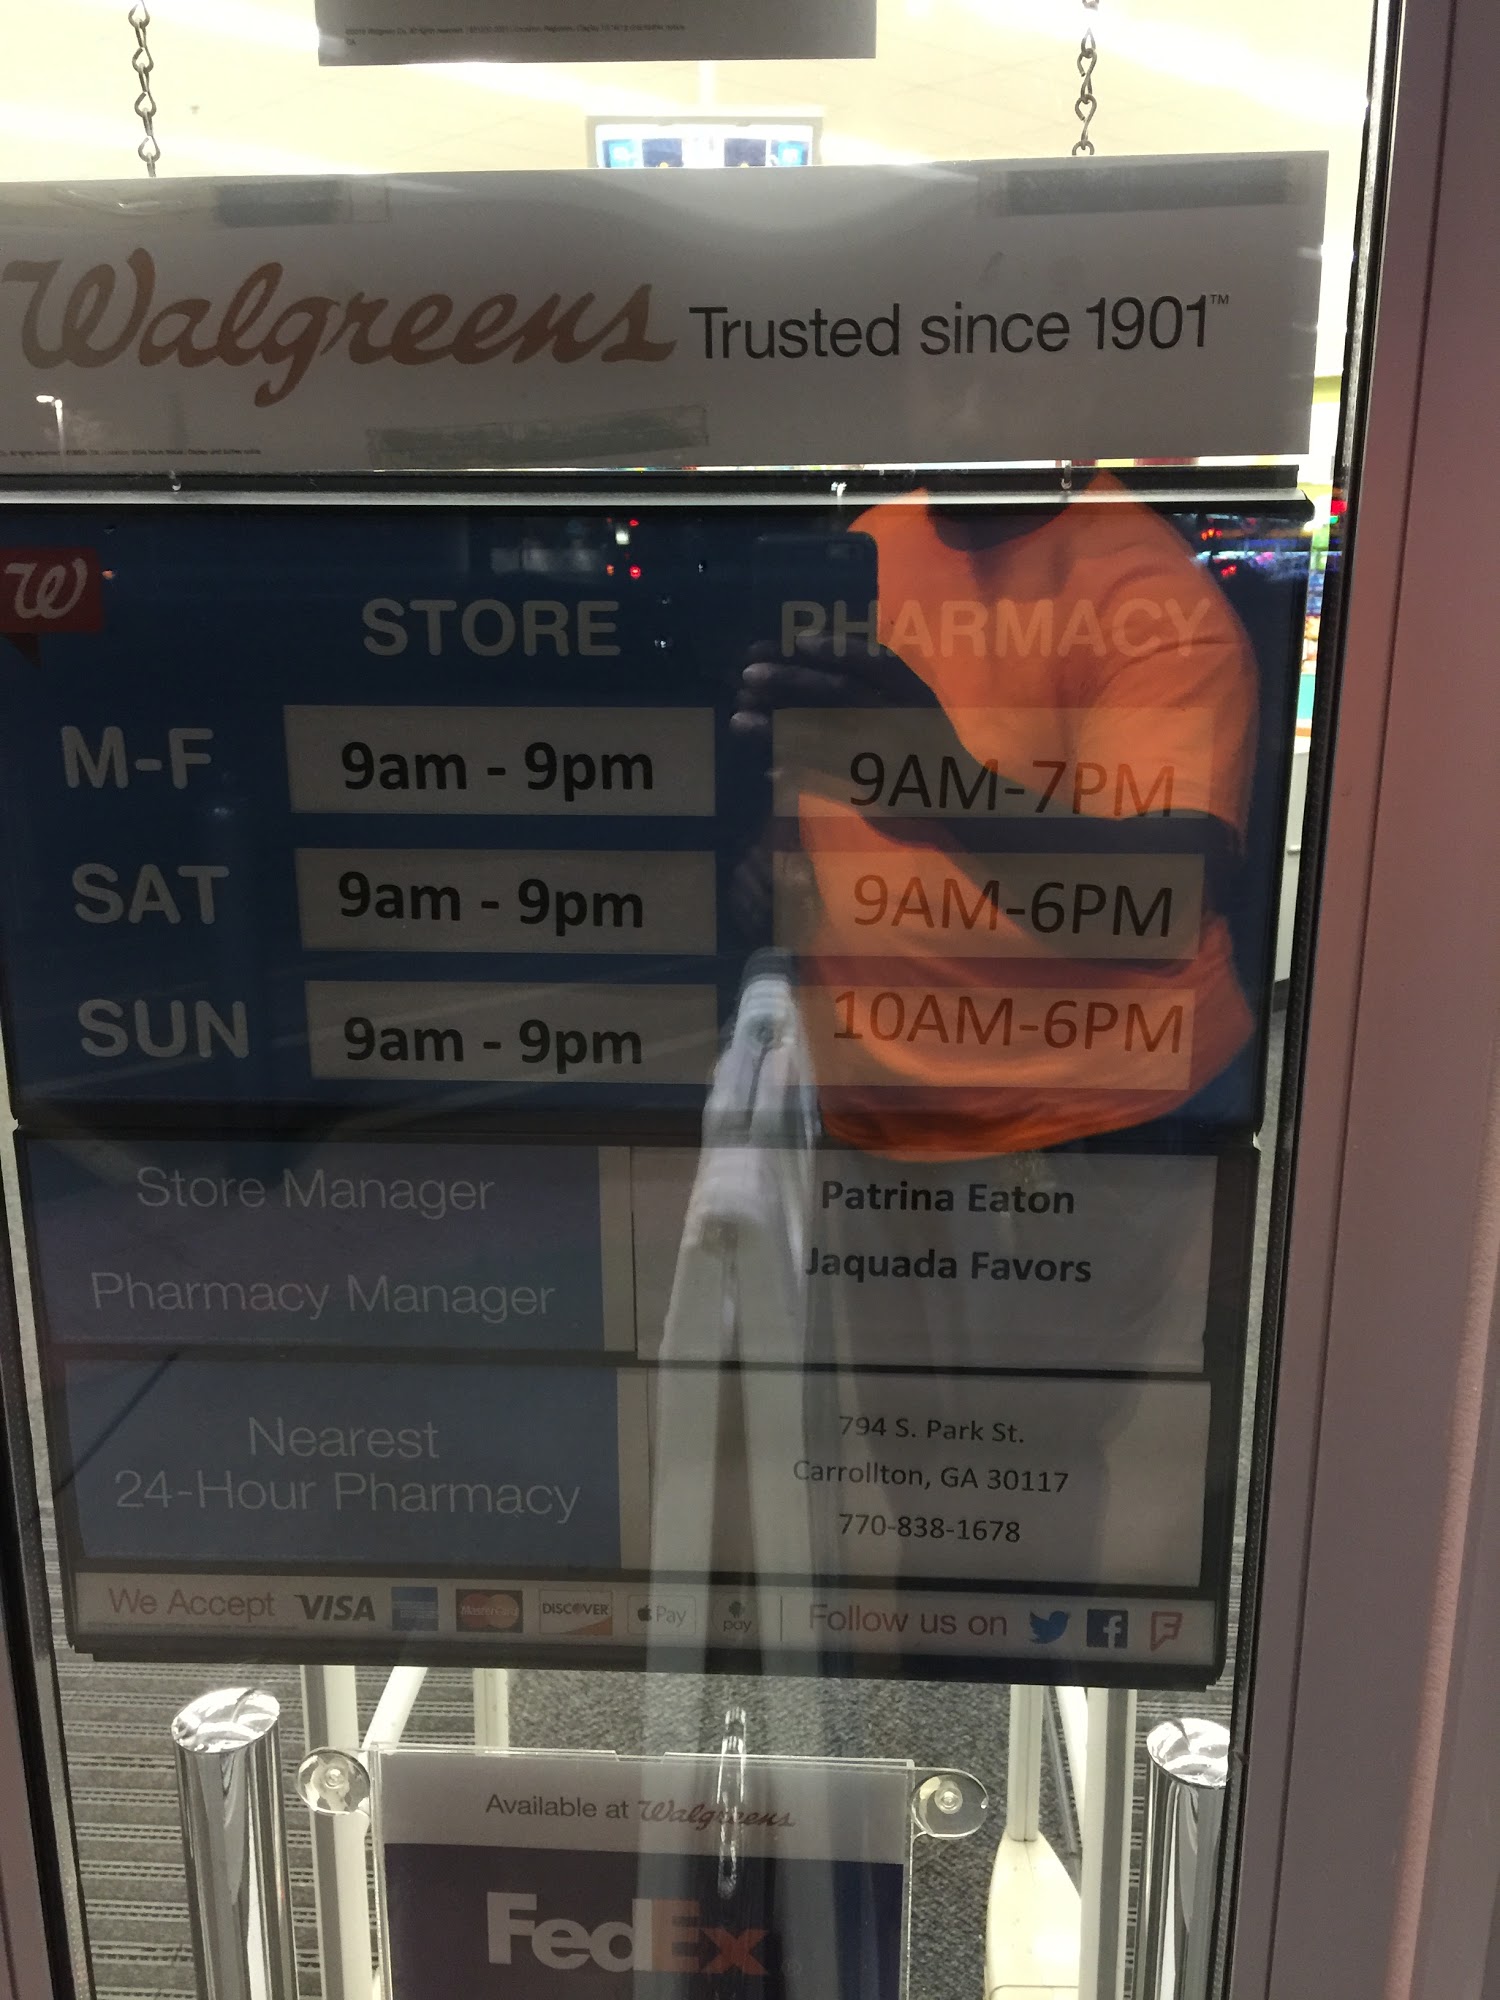 Walgreens Trusted since 1901™
W
STORE PHARMACY
M-F 9am - 9pm 9AM-7PM
SAT 9am - 9pm 9AM-6PM
SUN 9am - 9pm 10AM-6PM
Store Manager Patrina Eaton
Pharmacy Manager Jaquada Favors
Nearest
24-Hour Pharmacy
794 S. Park St.
Carrollton, GA 30117
770-838-1678
We Accept VISA MasterCard DISCOVER Pay pay Follow us on
Available at Walgreens
FedEx